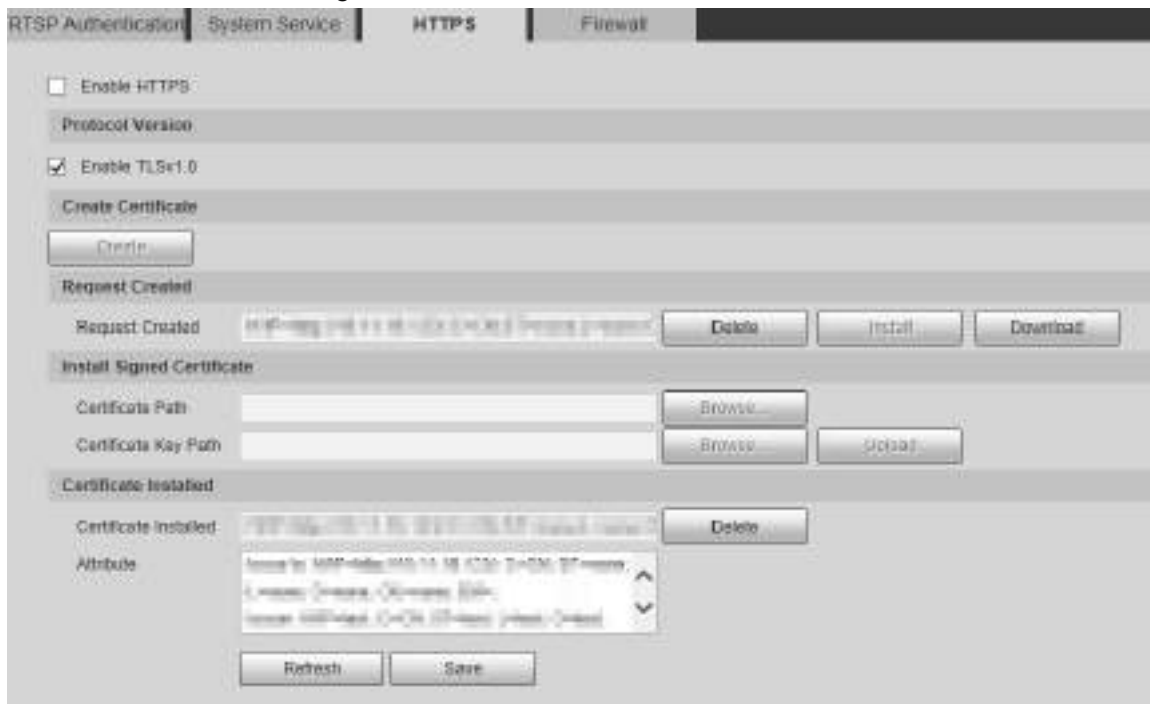 RTSP Authentication System Service HTTPS Firewall
Enable HTTPS
Protocol Version
Enable TLSv1.0
Create Certificate
Create
Request Created
Request Created Delete Install Download
Install Signed Certificate
Certificate Path Browse...
Certificate Key Path Browse... Upload
Certificate Installed
Certificate Installed Delete
Attribute
Refresh Save